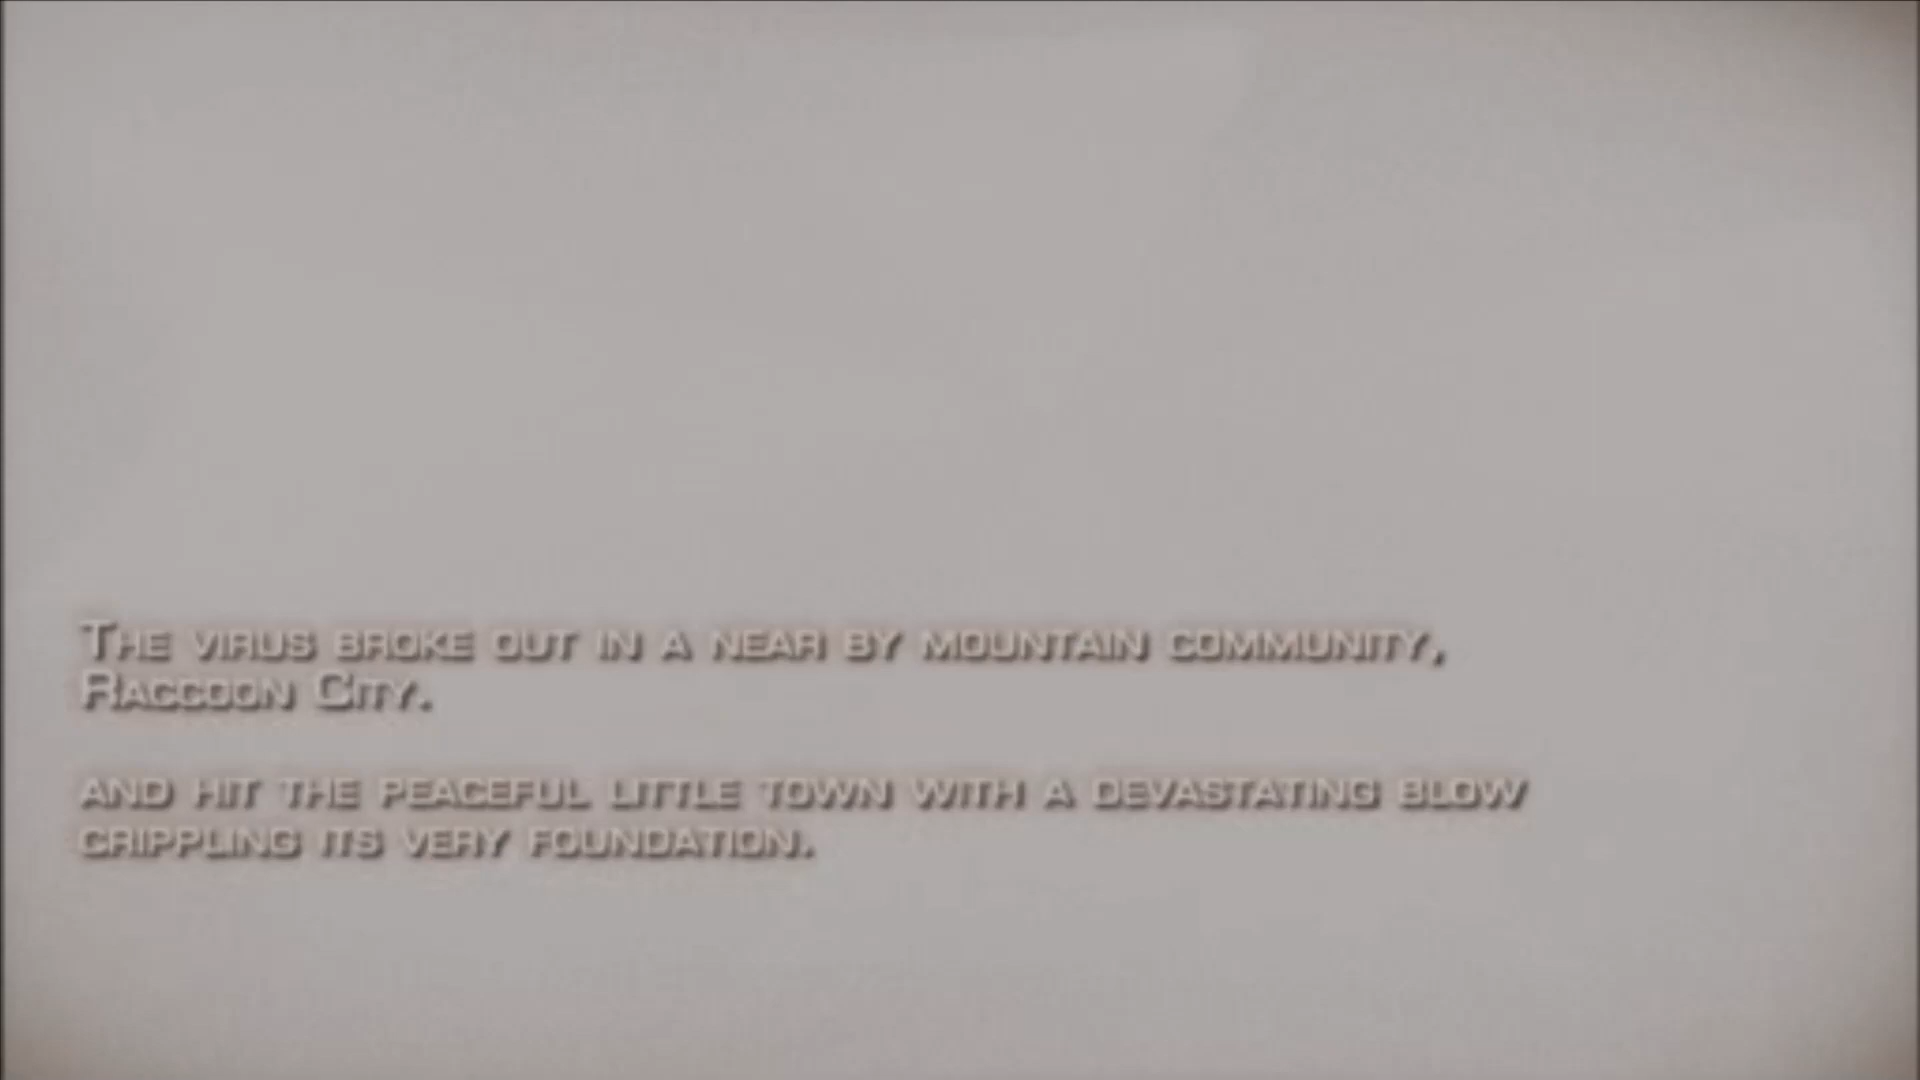 The virus broke out in a near by mountain community,
Raccoon City.
and hit the peaceful little town with a devastating blow
crippling its very foundation.